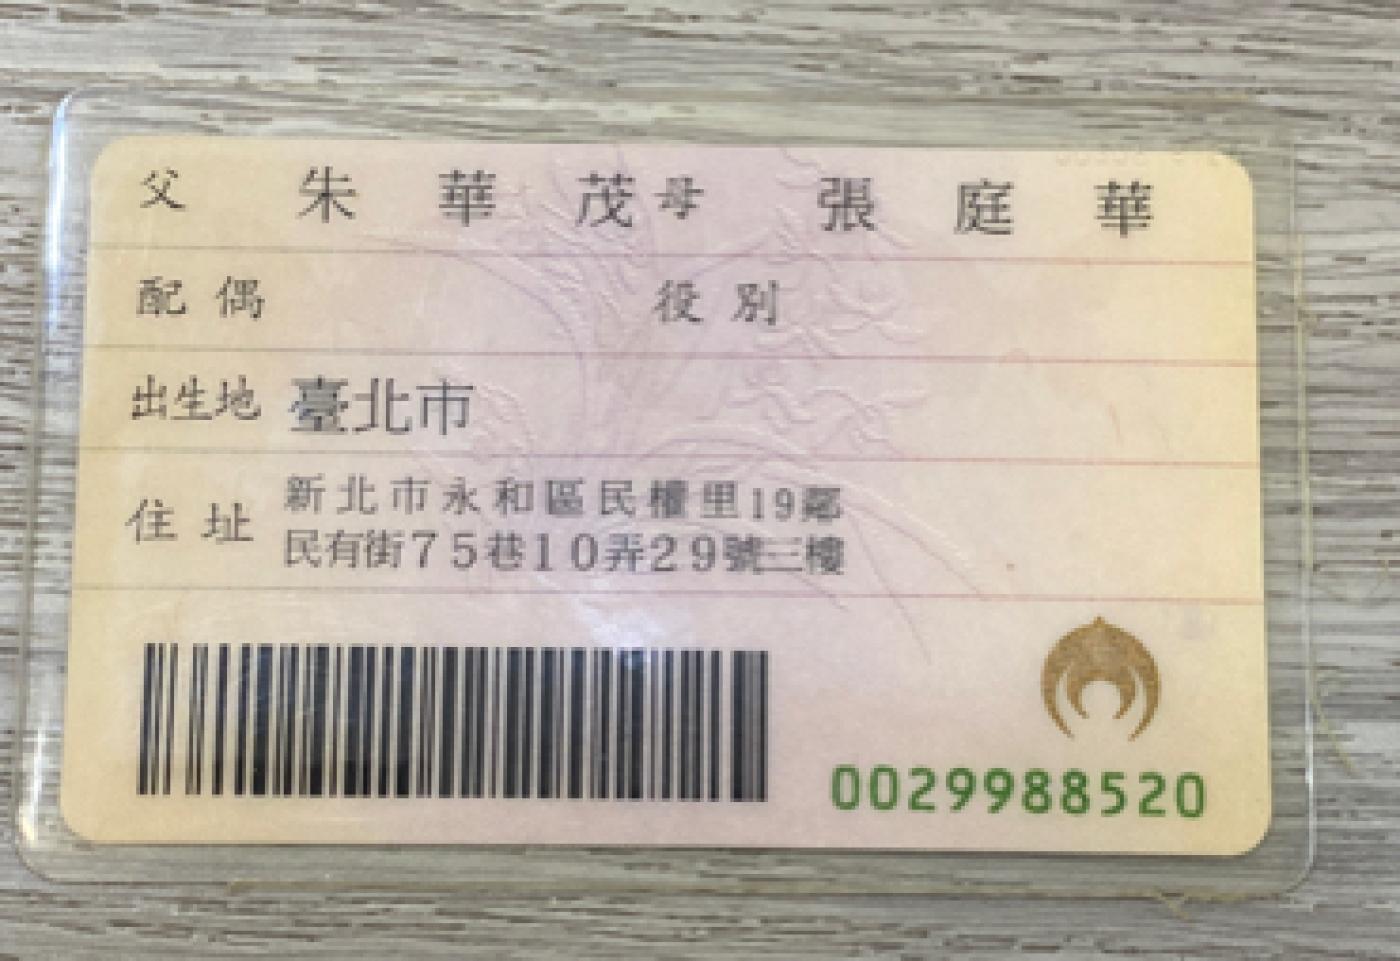 父 朱華茂 母 張庭華
配偶 役別
出生地 臺北市
住址 新北市永和區民權里19鄰
民有街75巷10弄29號三樓
0029988520